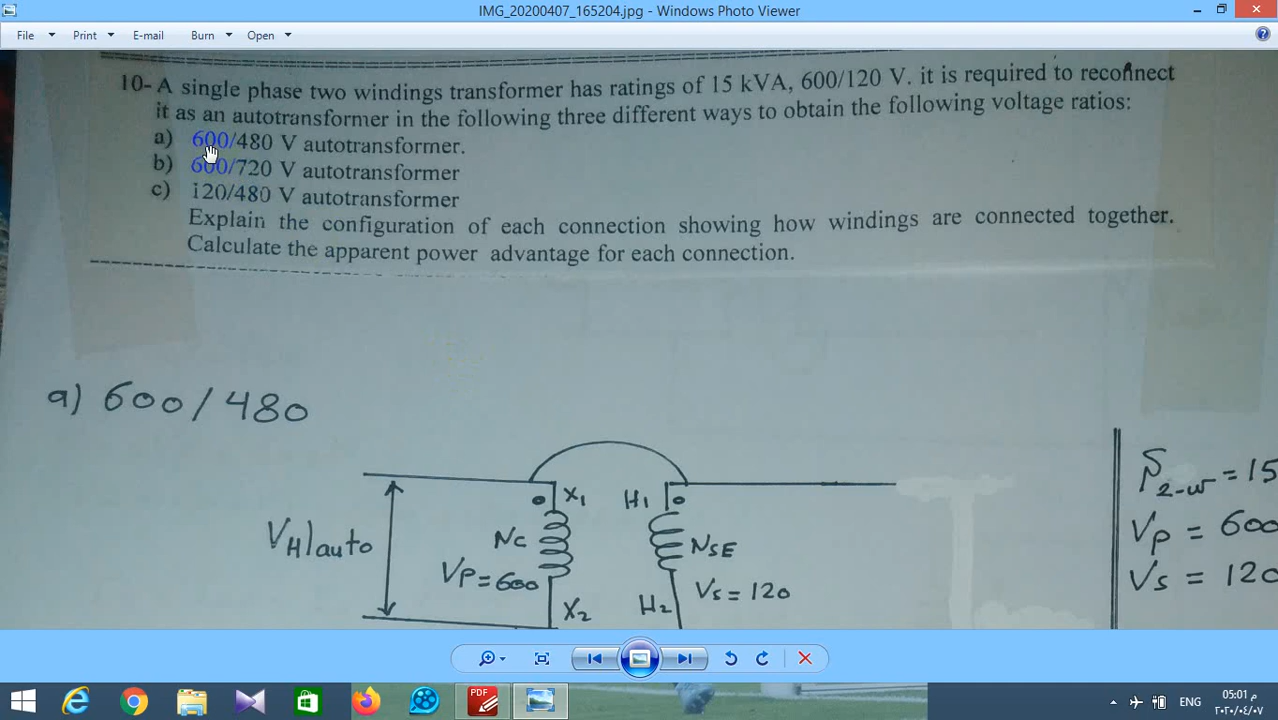 IMG_20200407_165204.jpg - Windows Photo Viewer
File Print E-mail Burn Open
10- A single phase two windings transformer has ratings of 15 kVA, 600/120 V. it is required to reconnect
it as an autotransformer in the following three different ways to obtain the following voltage ratios:
a) 600/480 V autotransformer.
b) 600/720 V autotransformer
c) 120/480 V autotransformer
Explain the configuration of each connection showing how windings are connected together.
Calculate the apparent power advantage for each connection.
a) 600/480
S2-w = 15
VP = 600
VS = 120
X1 H1
VH|auto
NC NSE
VP=600 VS = 120
X2 H2
PDF
ENG
05:01 م
٢٠٢٠/٠٤/٠٧